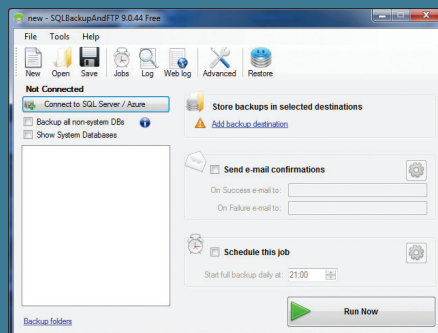 new - SQLBackupAndFTP 9.0.44 Free
File Tools Help
New Open Save Jobs Log Web log Advanced Restore
Not Connected
Connect to SQL Server / Azure
Backup all non-system DBs
Show System Databases
Store backups in selected destinations
Add backup destination
Send e-mail confirmations
On Success e-mail to:
On Failure e-mail to:
Schedule this job
Start full backup daily at: 21:00
Run Now
Backup folders